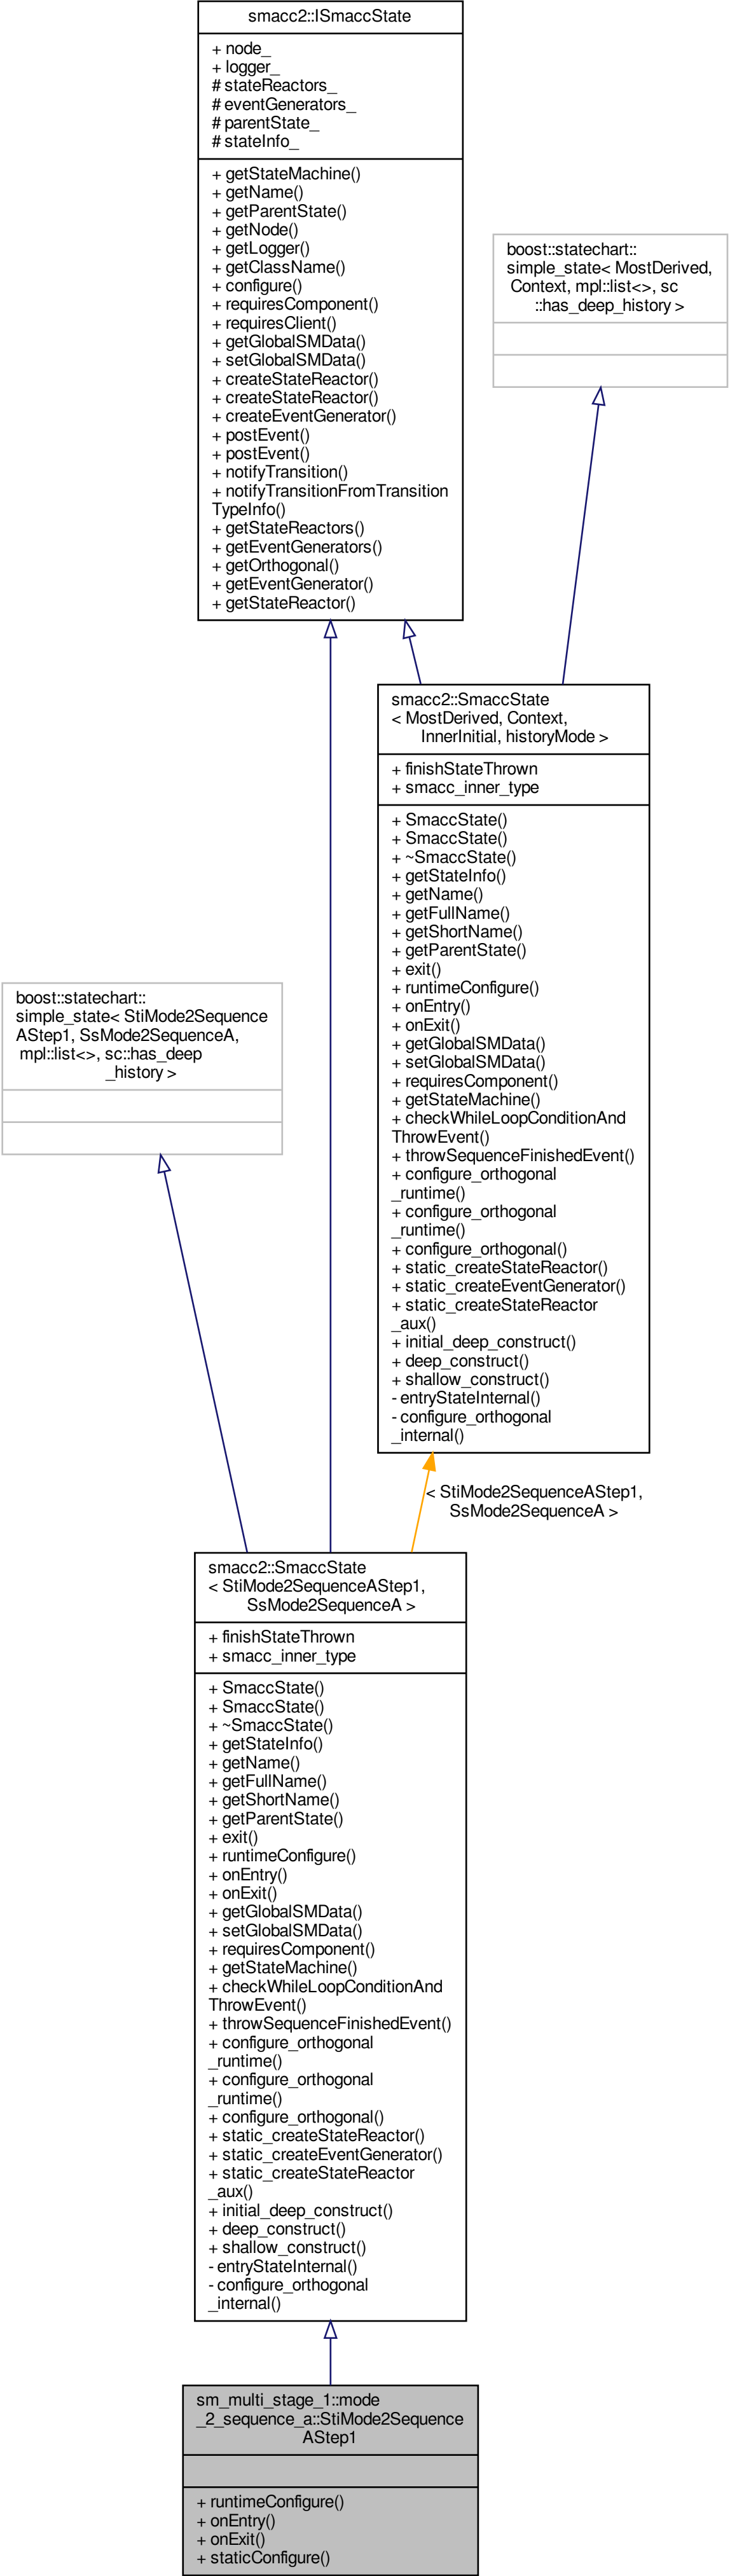 smacc2::ISmaccState
+ node_
+ logger_
# stateReactors_
# eventGenerators_
# parentState_
# stateInfo_
+ getStateMachine()
+ getName()
+ getParentState()
+ getNode()
+ getLogger()
+ getClassName()
+ configure()
+ requiresComponent()
+ requiresClient()
+ getGlobalSMData()
+ setGlobalSMData()
+ createStateReactor()
+ createStateReactor()
+ createEventGenerator()
+ postEvent()
+ postEvent()
+ notifyTransition()
+ notifyTransitionFromTransition
TypeInfo()
+ getStateReactors()
+ getEventGenerators()
+ getOrthogonal()
+ getEventGenerator()
+ getStateReactor()
boost::statechart::
simple_state< MostDerived,
Context, mpl::list<>, sc
::has_deep_history >
smacc2::SmaccState
< MostDerived, Context,
InnerInitial, historyMode >
+ finishStateThrown
+ smacc_inner_type
+ SmaccState()
+ SmaccState()
+ ~SmaccState()
+ getStateInfo()
+ getName()
+ getFullName()
+ getShortName()
+ getParentState()
+ exit()
+ runtimeConfigure()
+ onEntry()
+ onExit()
+ getGlobalSMData()
+ setGlobalSMData()
+ requiresComponent()
+ getStateMachine()
+ checkWhileLoopConditionAnd
ThrowEvent()
+ throwSequenceFinishedEvent()
+ configure_orthogonal
_runtime()
+ configure_orthogonal
_runtime()
+ configure_orthogonal()
+ static_createStateReactor()
+ static_createEventGenerator()
+ static_createStateReactor
_aux()
+ initial_deep_construct()
+ deep_construct()
+ shallow_construct()
- entryStateInternal()
- configure_orthogonal
_internal()
boost::statechart::
simple_state< StiMode2Sequence
AStep1, SsMode2SequenceA,
mpl::list<>, sc::has_deep
_history >
< StiMode2SequenceAStep1,
SsMode2SequenceA >
smacc2::SmaccState
< StiMode2SequenceAStep1,
SsMode2SequenceA >
+ finishStateThrown
+ smacc_inner_type
+ SmaccState()
+ SmaccState()
+ ~SmaccState()
+ getStateInfo()
+ getName()
+ getFullName()
+ getShortName()
+ getParentState()
+ exit()
+ runtimeConfigure()
+ onEntry()
+ onExit()
+ getGlobalSMData()
+ setGlobalSMData()
+ requiresComponent()
+ getStateMachine()
+ checkWhileLoopConditionAnd
ThrowEvent()
+ throwSequenceFinishedEvent()
+ configure_orthogonal
_runtime()
+ configure_orthogonal
_runtime()
+ configure_orthogonal()
+ static_createStateReactor()
+ static_createEventGenerator()
+ static_createStateReactor
_aux()
+ initial_deep_construct()
+ deep_construct()
+ shallow_construct()
- entryStateInternal()
- configure_orthogonal
_internal()
sm_multi_stage_1::mode
_2_sequence_a::StiMode2Sequence
AStep1
+ runtimeConfigure()
+ onEntry()
+ onExit()
+ staticConfigure()